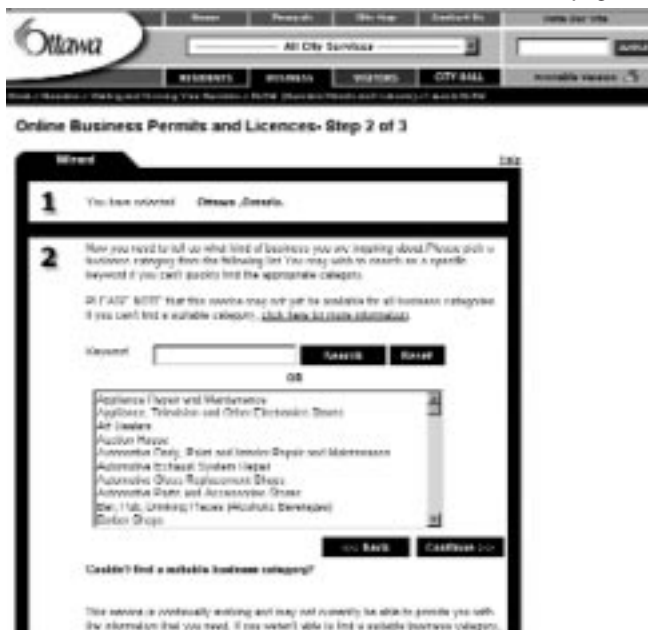 Home Research Site Map Contact Us
Ottawa
All City Services
RESIDENTS BUSINESS VISITORS CITY HALL
Printable Version
Online Business Permits and Licences- Step 2 of 3
Wizard
Help
1 You have selected Ottawa ,Ontario.
2 Now you need to tell us what kind of business you are inquiring about. Please pick a
business category from the following list. You may wish to search on a specific
keyword if you can't quickly find the appropriate category.
PLEASE NOTE that this service may not yet be available for all business categories.
If you can't find a suitable category, click here for more information.
Keyword Search Reset
OR
Appliance Repair and Maintenance
Appliance, Television and Other Electronics Stores
Art Dealers
Auction House
Automotive Body, Paint and Interior Repair and Maintenance
Automotive Exhaust System Repair
Automotive Glass Replacement Shops
Automotive Parts and Accessories Stores
Bar, Pub, Drinking Places (Alcoholic Beverages)
Barber Shops
<< Back Continue >>
Couldn't find a suitable business category?
This service is continually evolving and may not currently be able to provide you with
the information that you need. If you weren't able to find a suitable business category,